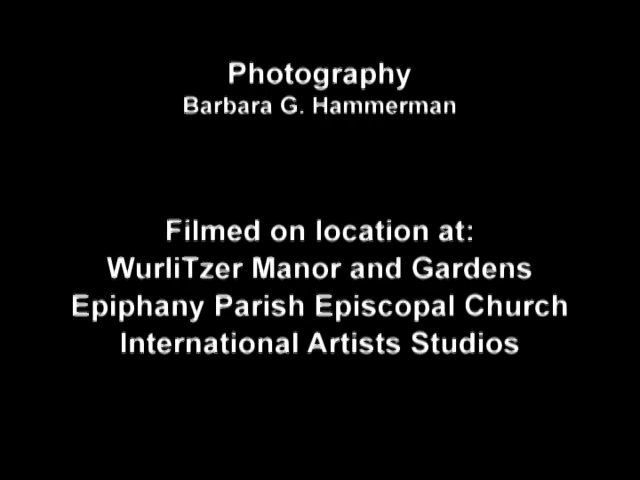 Photography
Barbara G. Hammerman
Filmed on location at:
WurliTzer Manor and Gardens
Epiphany Parish Episcopal Church
International Artists Studios